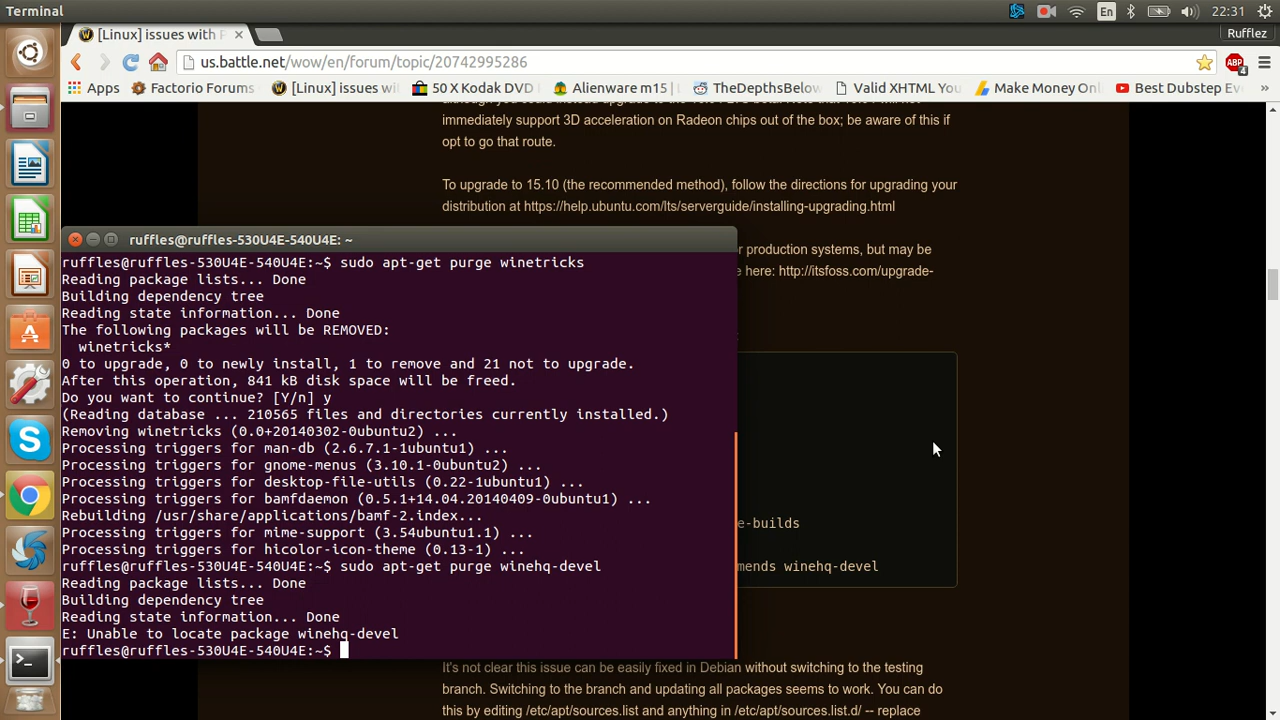 Terminal
En
22:31
[Linux] issues with
Rufflez
us.battle.net/wow/en/forum/topic/20742995286
ABP
4
Apps
Factorio Forums
[Linux] issues wi
50 X Kodak DVD
Alienware m15 |
TheDepthsBelow
Valid XHTML You
Make Money Onl
Best Dubstep Ev
immediately support 3D acceleration on Radeon chips out of the box; be aware of this if
opt to go that route.
To upgrade to 15.10 (the recommended method), follow the directions for upgrading your
distribution at https://help.ubuntu.com/lts/serverguide/installing-upgrading.html
ruffles@ruffles-530U4E-540U4E: ~
r production systems, but may be
e here: http://itsfoss.com/upgrade-
ruffles@ruffles-530U4E-540U4E:~$ sudo apt-get purge winetricks
Reading package lists... Done
Building dependency tree
Reading state information... Done
The following packages will be REMOVED:
winetricks*
0 to upgrade, 0 to newly install, 1 to remove and 21 not to upgrade.
After this operation, 841 kB disk space will be freed.
Do you want to continue? [Y/n] y
(Reading database ... 210565 files and directories currently installed.)
Removing winetricks (0.0+20140302-0ubuntu2) ...
Processing triggers for man-db (2.6.7.1-1ubuntu1) ...
Processing triggers for gnome-menus (3.10.1-0ubuntu2) ...
Processing triggers for desktop-file-utils (0.22-1ubuntu1) ...
Processing triggers for bamfdaemon (0.5.1+14.04.20140409-0ubuntu1) ...
Rebuilding /usr/share/applications/bamf-2.index...
Processing triggers for mime-support (3.54ubuntu1.1) ...
Processing triggers for hicolor-icon-theme (0.13-1) ...
ruffles@ruffles-530U4E-540U4E:~$ sudo apt-get purge winehq-devel
Reading package lists... Done
Building dependency tree
Reading state information... Done
E: Unable to locate package winehq-devel
ruffles@ruffles-530U4E-540U4E:~$
e-builds
mends winehq-devel
It's not clear this issue can be easily fixed in Debian without switching to the testing
branch. Switching to the branch and updating all packages seems to work. You can do
this by editing /etc/apt/sources.list and anything in /etc/apt/sources.list.d/ -- replace